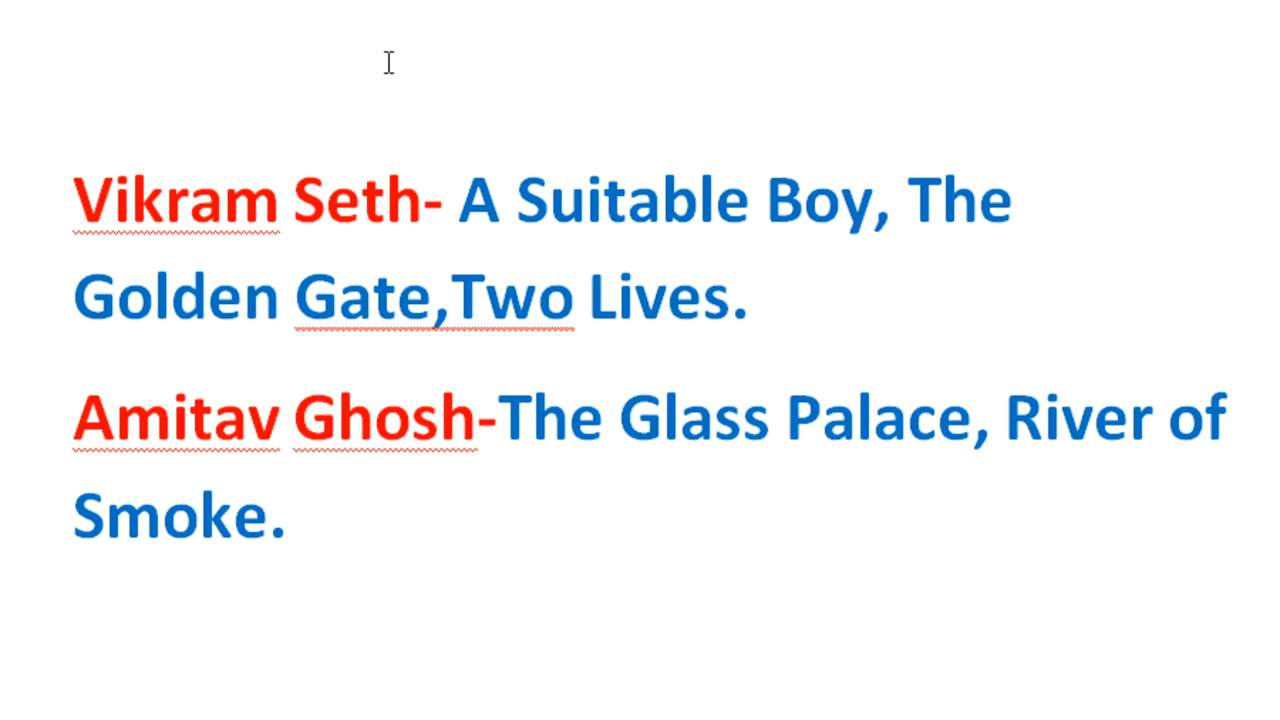 Vikram Seth- A Suitable Boy, The
Golden Gate,Two Lives.
Amitav Ghosh-The Glass Palace, River of
Smoke.